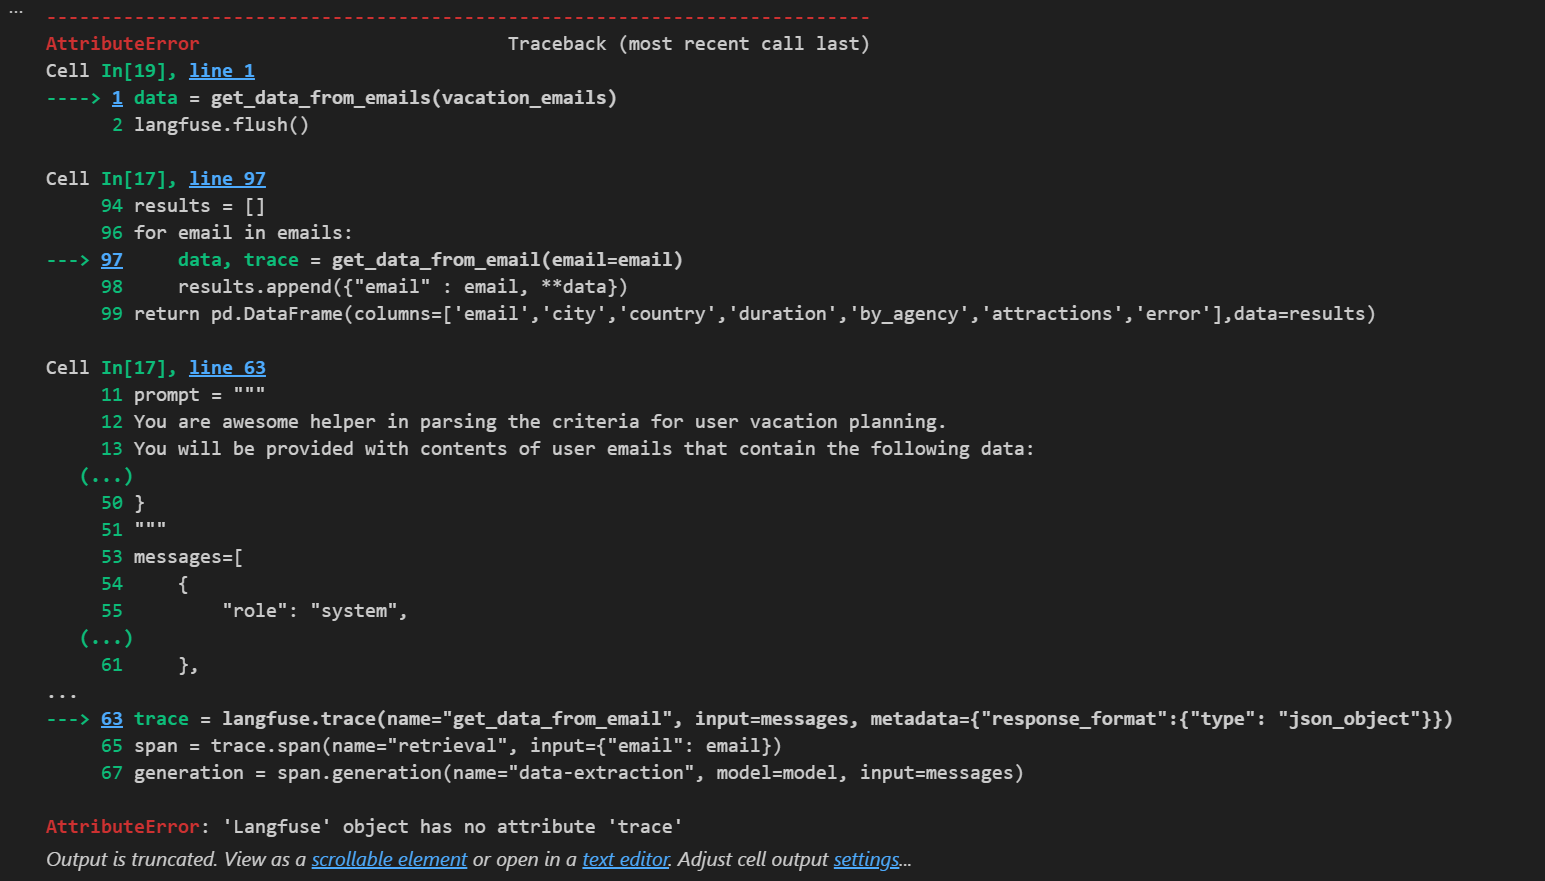 ...
---------------------------------------------------------------------------
AttributeError                            Traceback (most recent call last)
Cell In[19], line 1
----> 1 data = get_data_from_emails(vacation_emails)
      2 langfuse.flush()

Cell In[17], line 97
     94 results = []
     96 for email in emails:
---> 97     data, trace = get_data_from_email(email=email)
     98     results.append({"email" : email, **data})
     99 return pd.DataFrame(columns=['email','city','country','duration','by_agency','attractions','error'],data=results)

Cell In[17], line 63
     11 prompt = """
     12 You are awesome helper in parsing the criteria for user vacation planning.
     13 You will be provided with contents of user emails that contain the following data:
   (...)
     50 }
     51 """
     53 messages=[
     54     {
     55         "role": "system",
   (...)
     61     },
...
---> 63 trace = langfuse.trace(name="get_data_from_email", input=messages, metadata={"response_format":{"type": "json_object"}})
     65 span = trace.span(name="retrieval", input={"email": email})
     67 generation = span.generation(name="data-extraction", model=model, input=messages)

AttributeError: 'Langfuse' object has no attribute 'trace'
Output is truncated. View as a scrollable element or open in a text editor. Adjust cell output settings...